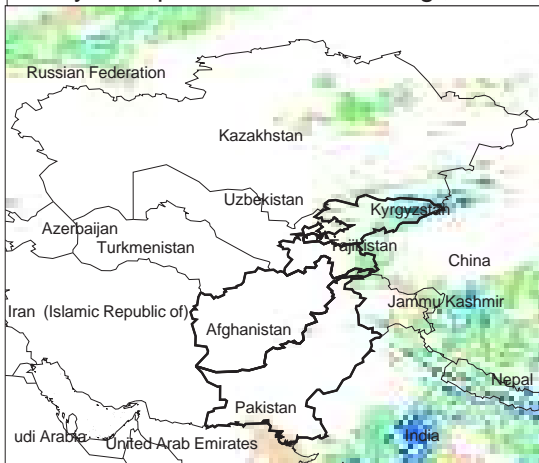 Russian Federation
Kazakhstan
Uzbekistan
Kyrgyzstan
Azerbaijan
Turkmenistan
Tajikistan
China
Iran (Islamic Republic of)
Jammu Kashmir
Afghanistan
Nepal
Pakistan
udi Arabia
United Arab Emirates
India